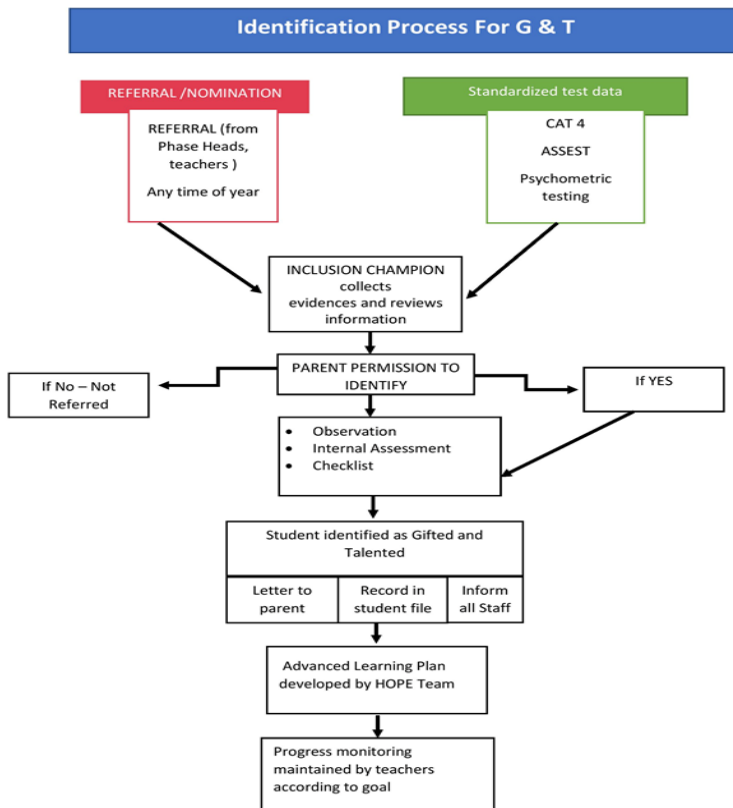 Identification Process For G & T
REFERRAL /NOMINATION
REFERRAL (from
Phase Heads,
teachers )
Any time of year
Standardized test data
CAT 4
ASSEST
Psychometric
testing
INCLUSION CHAMPION
collects
evidences and reviews
information
PARENT PERMISSION TO
IDENTIFY
If No – Not
Referred
If YES
• Observation
• Internal Assessment
• Checklist
Student identified as Gifted and
Talented
Letter to
parent
Record in
student file
Inform
all Staff
Advanced Learning Plan
developed by HOPE Team
Progress monitoring
maintained by teachers
according to goal